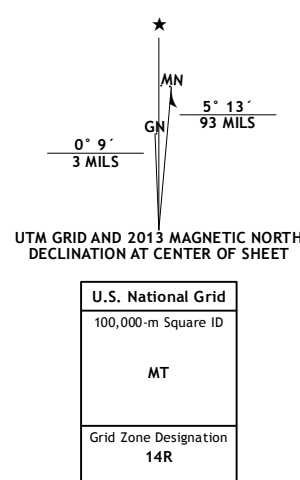 ★
MN
5° 13´
93 MILS
GN
0° 9´
3 MILS
UTM GRID AND 2013 MAGNETIC NORTH
DECLINATION AT CENTER OF SHEET
U.S. National Grid
100,000-m Square ID
MT
Grid Zone Designation
14R